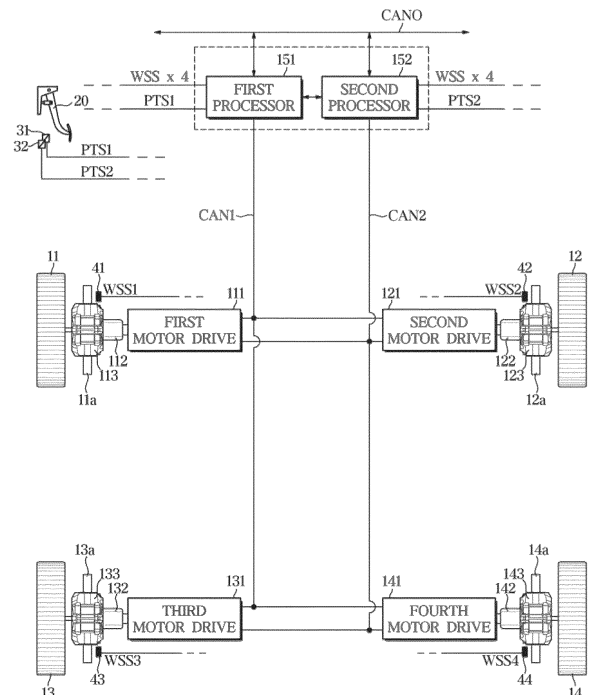 CANO
151
152
WSS x 4
FIRST
PROCESSOR
SECOND
PROCESSOR
WSS x 4
PTS1
PTS2
20
31
32
PTS1
PTS2
CAN1
CAN2
11
41
WSS1
111
121
WSS2
42
12
FIRST
MOTOR DRIVE
SECOND
MOTOR DRIVE
112
113
11a
122
123
12a
13a
133
132
131
141
143
142
14a
THIRD
MOTOR DRIVE
FOURTH
MOTOR DRIVE
WSS3
WSS4
43
44
13
14